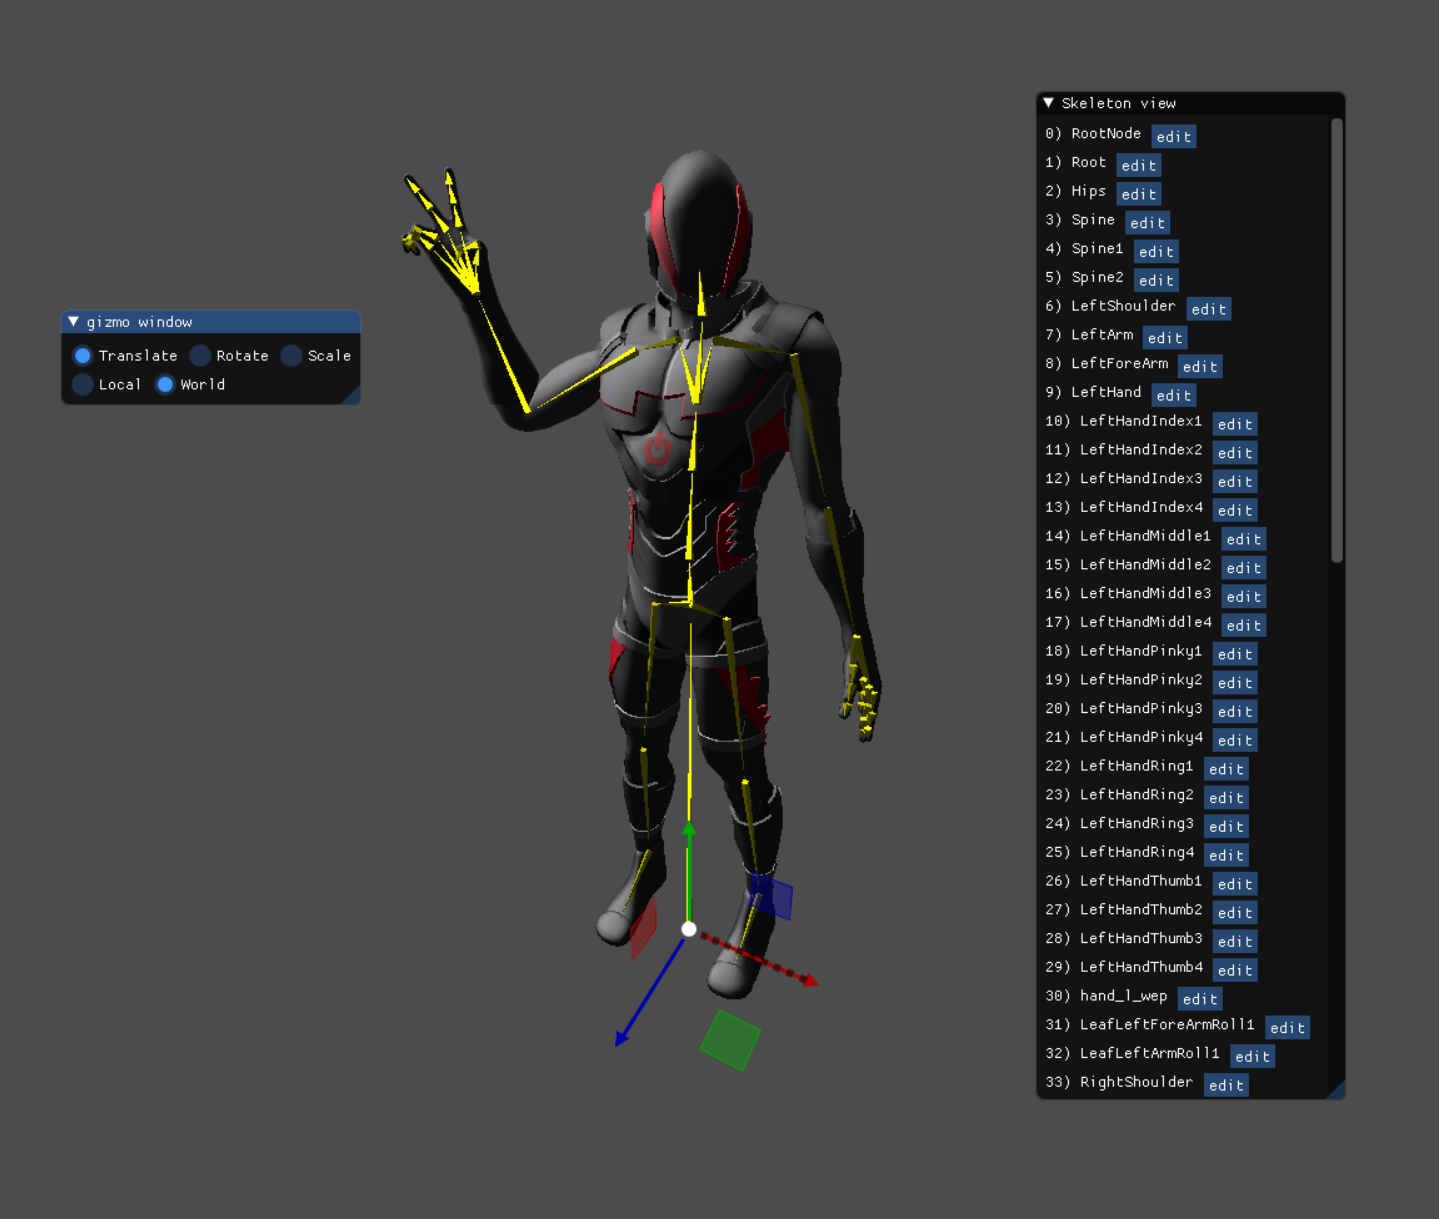 gizmo window
Translate Rotate Scale
Local World
Skeleton view
0) RootNode edit
1) Root edit
2) Hips edit
3) Spine edit
4) Spine1 edit
5) Spine2 edit
6) LeftShoulder edit
7) LeftArm edit
8) LeftForeArm edit
9) LeftHand edit
10) LeftHandIndex1 edit
11) LeftHandIndex2 edit
12) LeftHandIndex3 edit
13) LeftHandIndex4 edit
14) LeftHandMiddle1 edit
15) LeftHandMiddle2 edit
16) LeftHandMiddle3 edit
17) LeftHandMiddle4 edit
18) LeftHandPinky1 edit
19) LeftHandPinky2 edit
20) LeftHandPinky3 edit
21) LeftHandPinky4 edit
22) LeftHandRing1 edit
23) LeftHandRing2 edit
24) LeftHandRing3 edit
25) LeftHandRing4 edit
26) LeftHandThumb1 edit
27) LeftHandThumb2 edit
28) LeftHandThumb3 edit
29) LeftHandThumb4 edit
30) hand_l_wep edit
31) LeafLeftForeArmRoll1 edit
32) LeafLeftArmRoll1 edit
33) RightShoulder edit